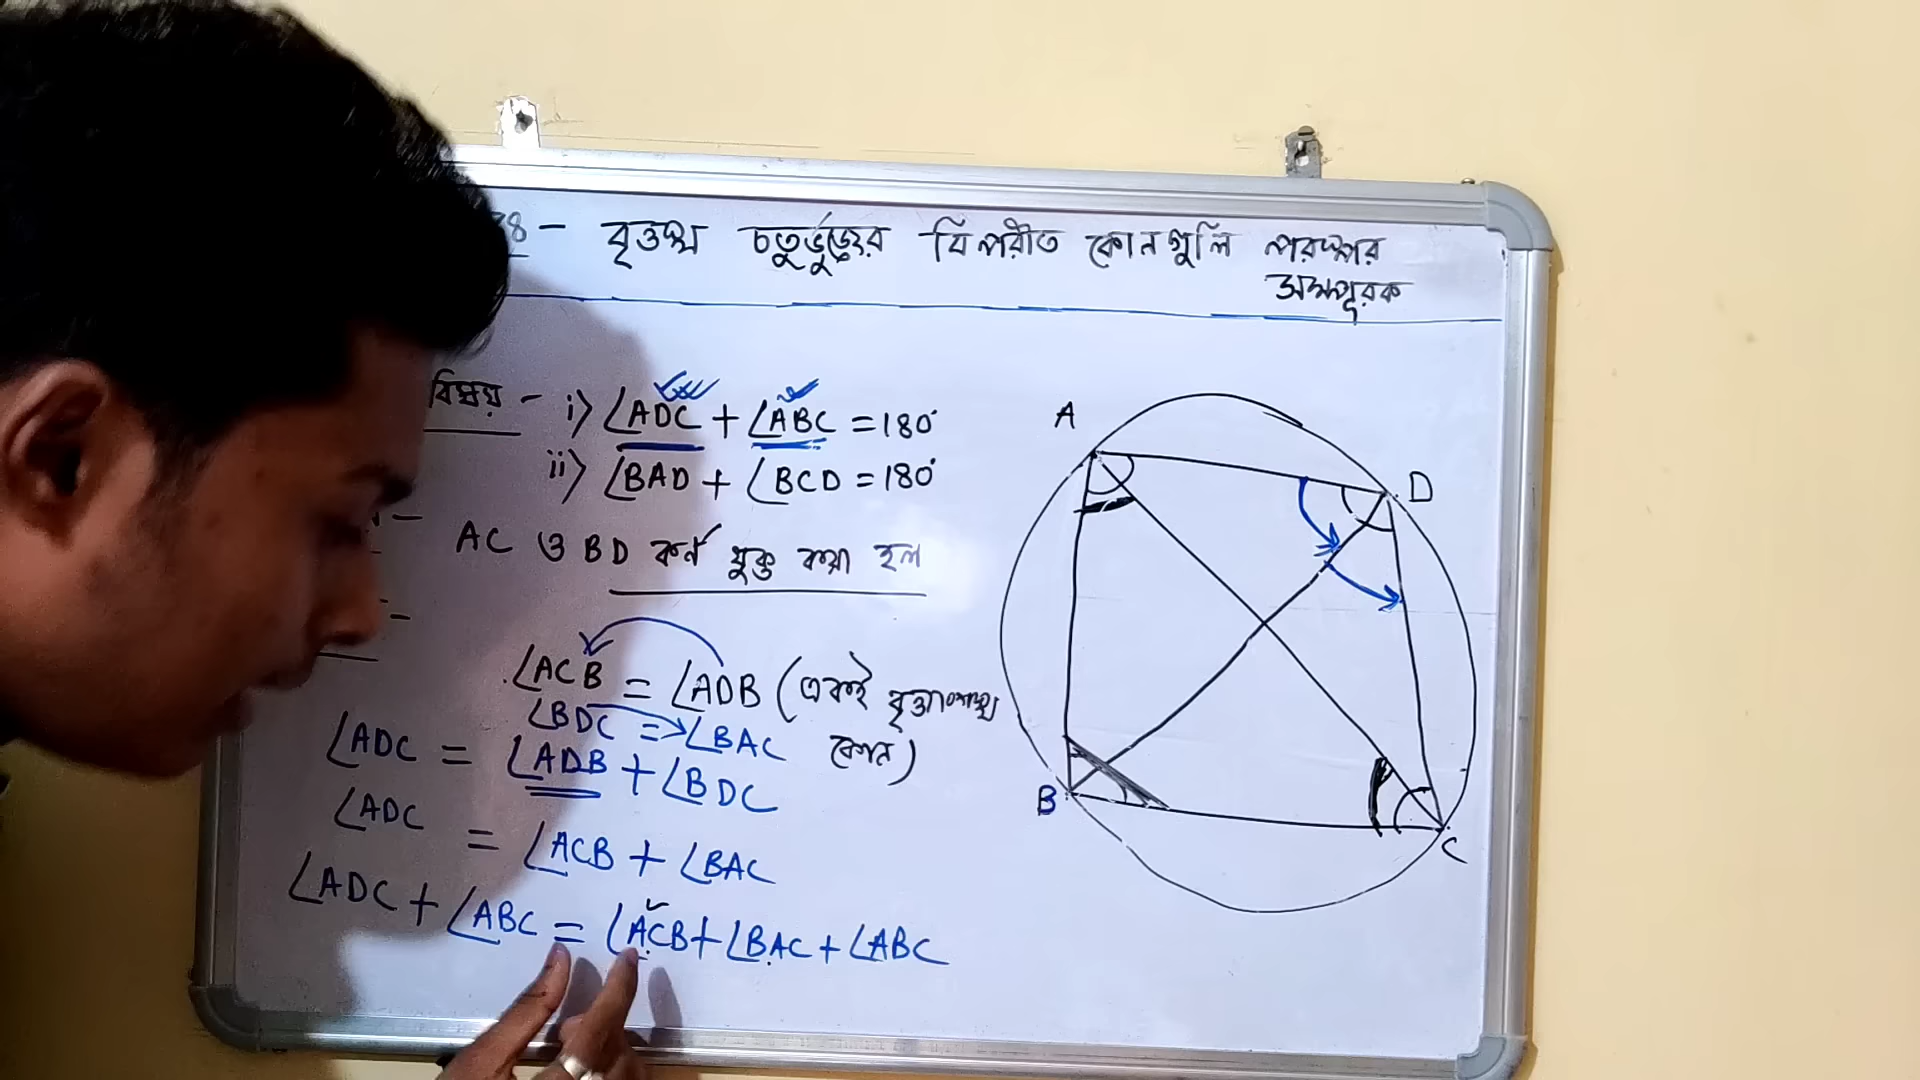 38 - বৃত্তস্থ চতুর্ভুজের বিপরীত কোনগুলি পরস্পর
সম্পূরক
বিষয় - i) ∠ADC + ∠ABC = 180°
ii) ∠BAD + ∠BCD = 180°
AC ও BD কর্ন যুক্ত করা হল
∠ACB = ∠ADB (একই বৃত্তাংশস্থ
∠BDC = ∠BAC কোন)
∠ADC = ∠ADB + ∠BDC
∠ADC = ∠ACB + ∠BAC
∠ADC + ∠ABC = ∠ACB + ∠BAC + ∠ABC
A
D
B
C